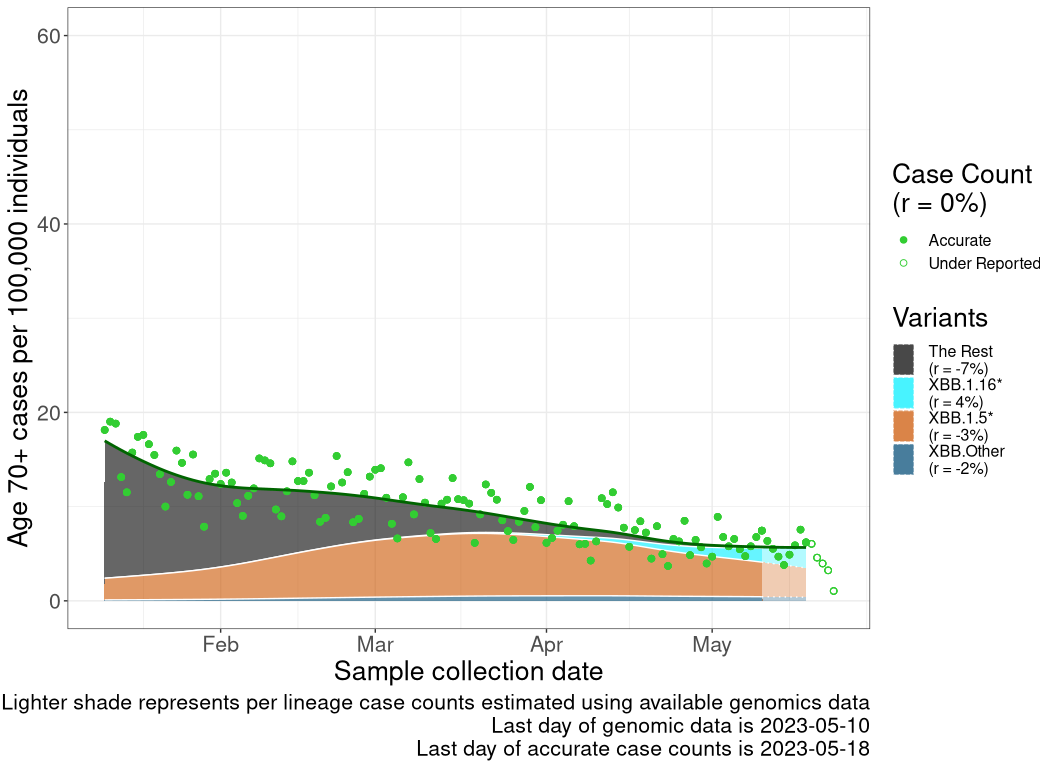 Age 70+ cases per 100,000 individuals
60
40
20
0
Feb
Mar
Apr
May
Sample collection date
Lighter shade represents per lineage case counts estimated using available genomics data
Last day of genomic data is 2023-05-10
Last day of accurate case counts is 2023-05-18
Case Count
(r = 0%)
Accurate
Under Reported
Variants
The Rest
(r = -7%)
XBB.1.16*
(r = 4%)
XBB.1.5*
(r = -3%)
XBB.Other
(r = -2%)